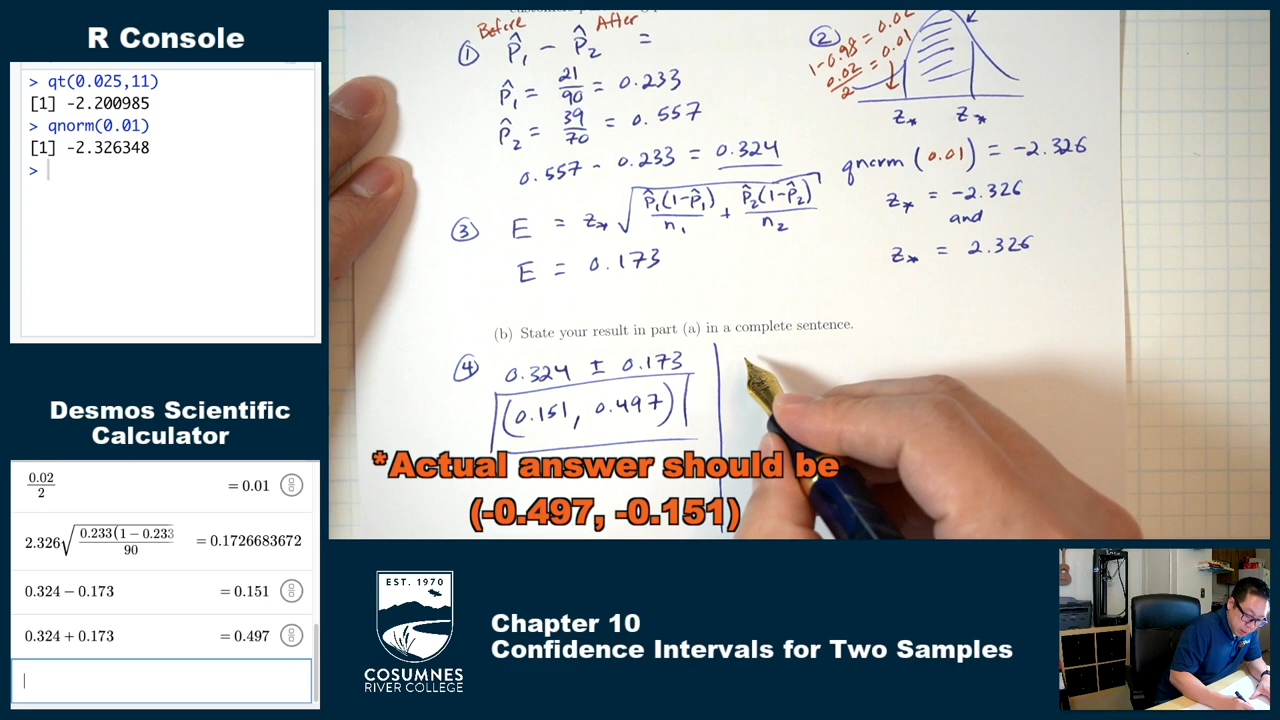 R Console
> qt(0.025,11)
[1] -2.200985
> qnorm(0.01)
[1] -2.326348
>
Desmos Scientific
Calculator
0.02/2 = 0.01
2.326√(0.233(1 − 0.233 / 90 = 0.1726683672
0.324 − 0.173 = 0.151
0.324 + 0.173 = 0.497
Before After
① p̂₁ − p̂₂ =
p̂₁ = 21/90 = 0.233
p̂₂ = 39/70 = 0.557
0.557 - 0.233 = 0.324
③ E = z* √(p̂₁(1-p̂₁)/n₁ + p̂₂(1-p̂₂)/n₂)
E = 0.173
②
1-0.98 = 0.02
0.02/2 = 0.01
z* z*
qnorm (0.01) = -2.326
z* = -2.326
and
z* = 2.326
(b) State your result in part (a) in a complete sentence.
④ 0.324 ± 0.173
(0.151, 0.497)
*Actual answer should be
(-0.497, -0.151)
EST. 1970
COSUMNES
RIVER COLLEGE
Chapter 10
Confidence Intervals for Two Samples